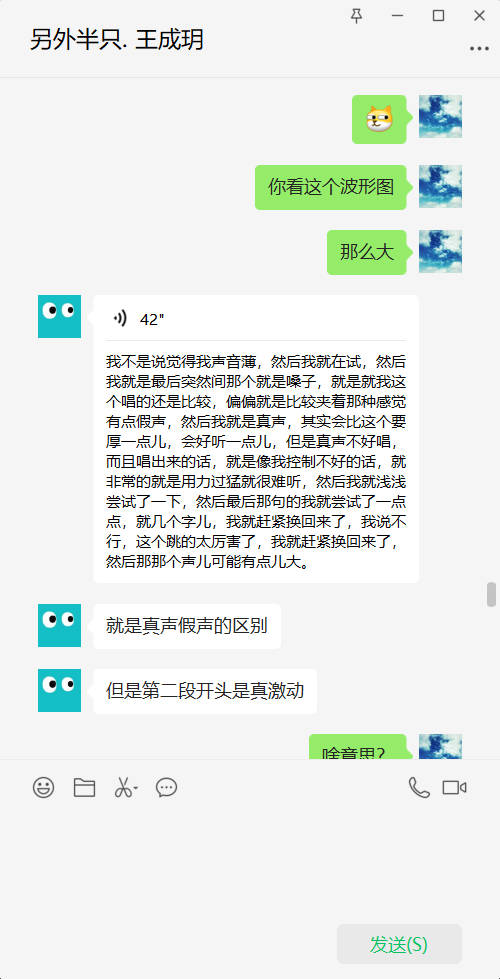 另外半只. 王成玥
你看这个波形图
那么大
42"
我不是说觉得我声音薄，然后我就在试，然后
我就是最后突然间那个就是嗓子，就是就我这
个唱的还是比较，偏偏就是比较夹着那种感觉
有点假声，然后我就是真声，其实会比这个要
厚一点儿，会好听一点儿，但是真声不好唱，
而且唱出来的话，就是像我控制不好的话，就
非常的就是用力过猛就很难听，然后我就浅浅
尝试了一下，然后最后那句的我就尝试了一点
点，就几个字儿，我就赶紧换回来了，我说不
行，这个跳的太厉害了，我就赶紧换回来了，
然后那那个声儿可能有点儿大。
就是真声假声的区别
但是第二段开头是真激动
啥意思？
发送(S)